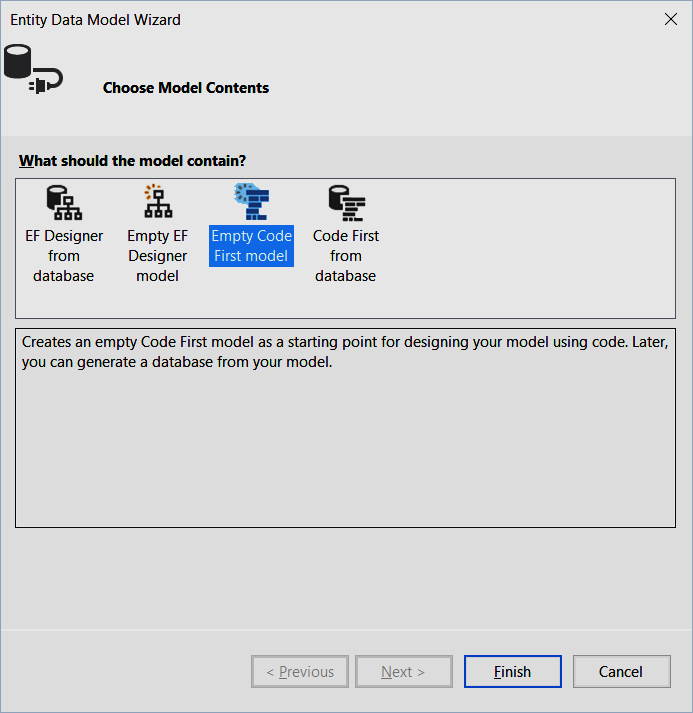 Entity Data Model Wizard
Choose Model Contents
What should the model contain?
EF Designer
from
database
Empty EF
Designer
model
Empty Code
First model
Code First
from
database
Creates an empty Code First model as a starting point for designing your model using code. Later,
you can generate a database from your model.
< Previous
Next >
Finish
Cancel